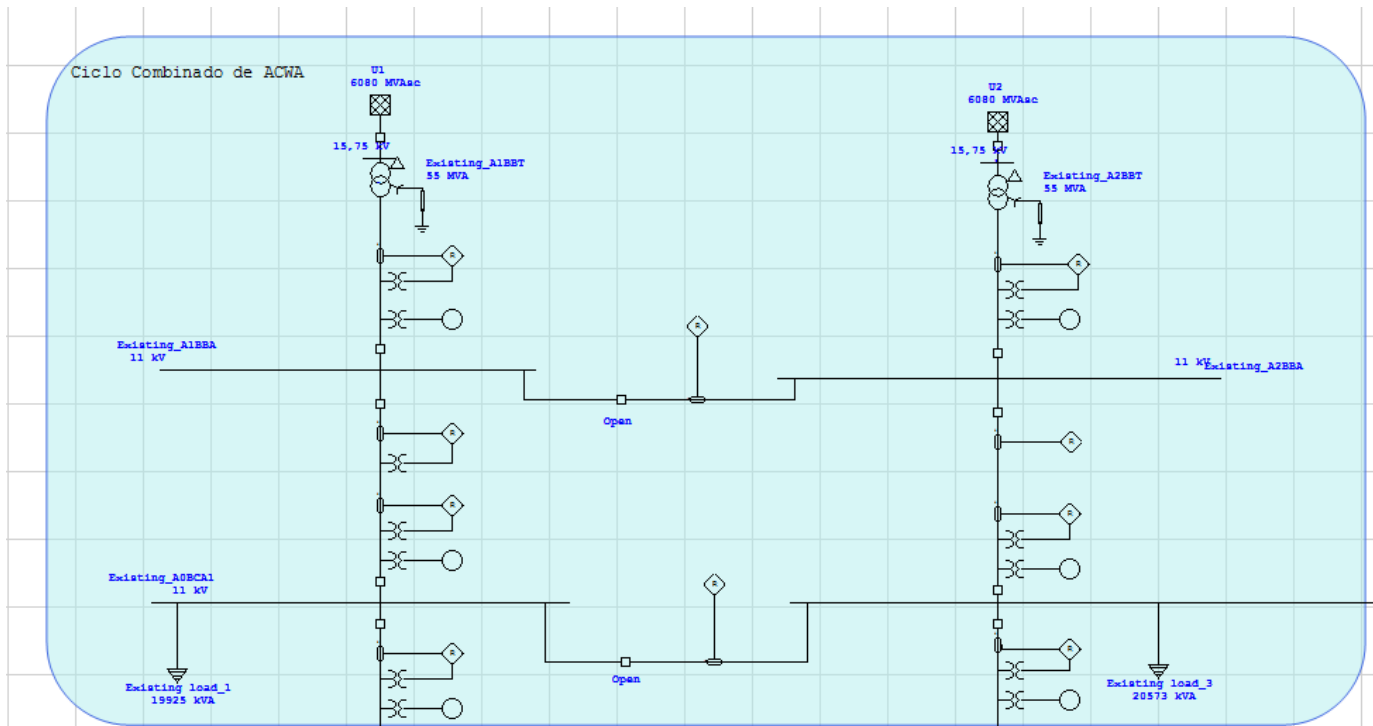 Ciclo Combinado de ACWA
U1
6080 MVAsc
U2
6080 MVAsc
15,75 kV
15,75 kV
Existing_A1BBT
55 MVA
Existing_A2BBT
55 MVA
R
R
R
Existing_A1BBA
11 kV
11 kV
Existing_A2BBA
Open
R
R
R
R
Existing_A0BCA1
11 kV
R
R
R
Open
Existing load_1
19925 kVA
Existing load_3
20573 kVA